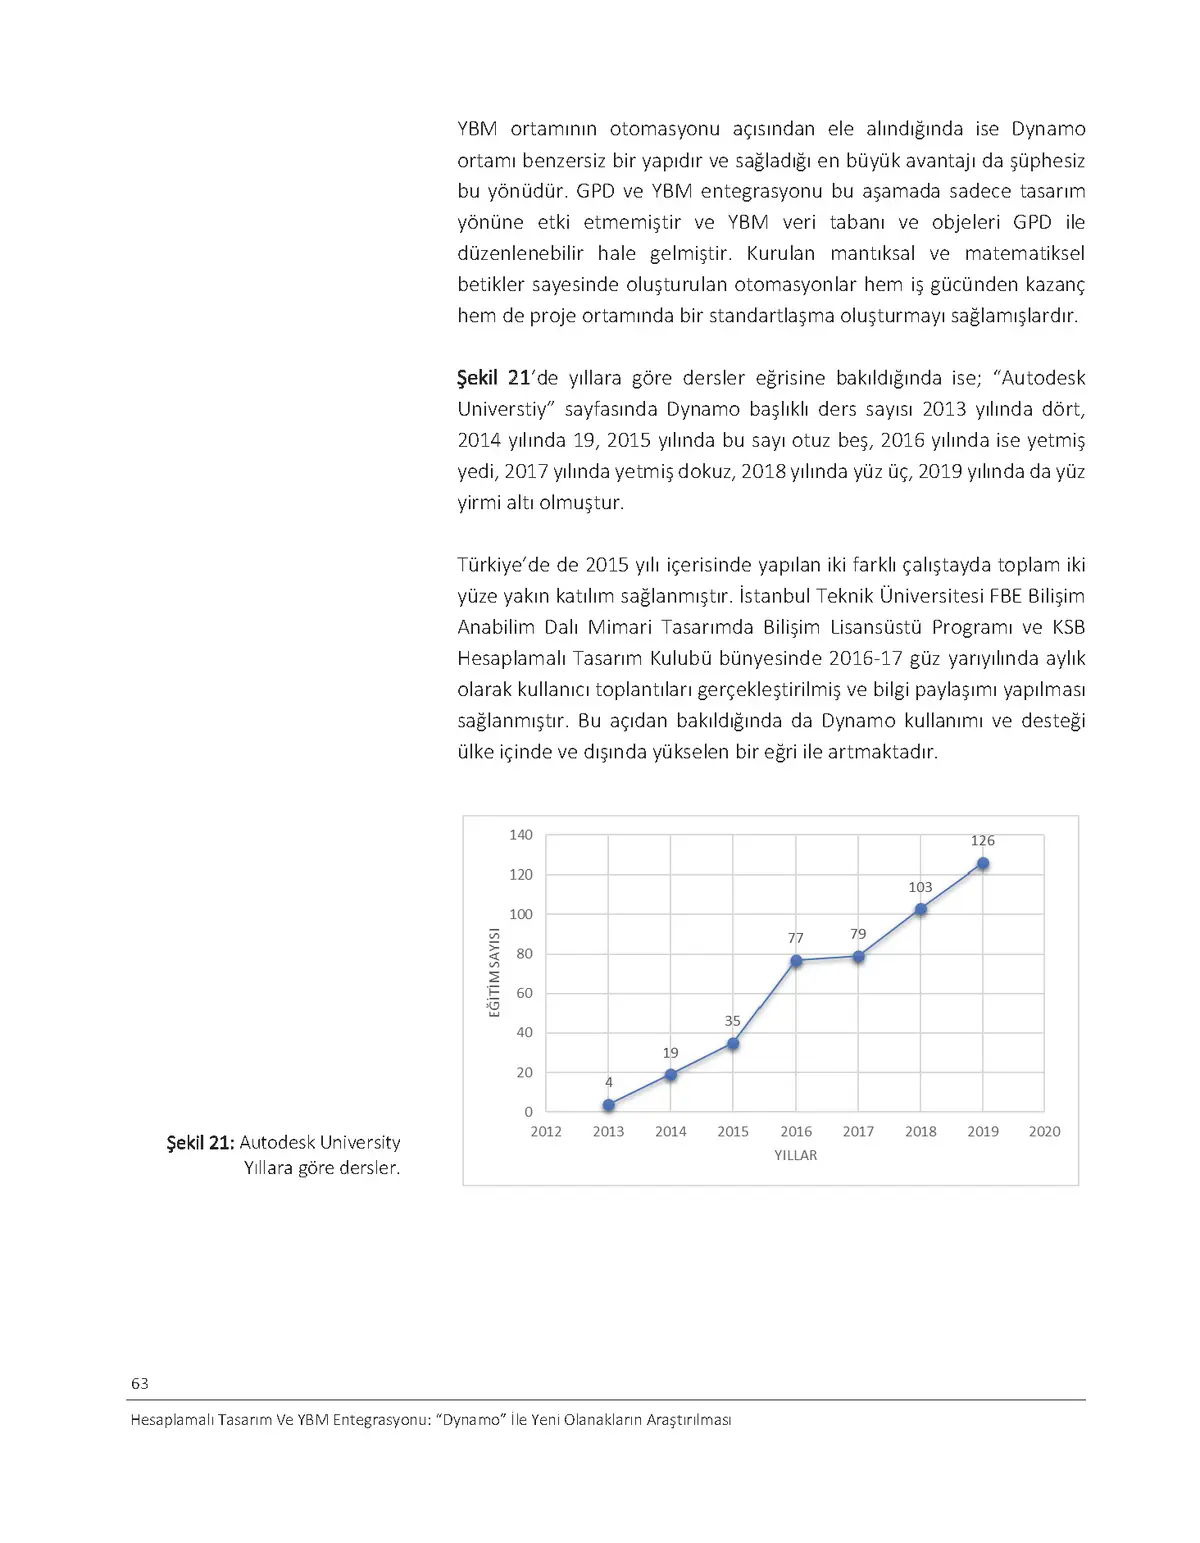 YBM ortamının otomasyonu açısından ele alındığında ise Dynamo
ortamı benzersiz bir yapıdır ve sağladığı en büyük avantajı da şüphesiz
bu yönüdür. GPD ve YBM entegrasyonu bu aşamada sadece tasarım
yönüne etki etmemiştir ve YBM veri tabanı ve objeleri GPD ile
düzenlenebilir hale gelmiştir. Kurulan mantıksal ve matematiksel
betikler sayesinde oluşturulan otomasyonlar hem iş gücünden kazanç
hem de proje ortamında bir standartlaşma oluşturmayı sağlamışlardır.
Şekil 21’de yıllara göre dersler eğrisine bakıldığında ise; “Autodesk
Universtiy” sayfasında Dynamo başlıklı ders sayısı 2013 yılında dört,
2014 yılında 19, 2015 yılında bu sayı otuz beş, 2016 yılında ise yetmiş
yedi, 2017 yılında yetmiş dokuz, 2018 yılında yüz üç, 2019 yılında da yüz
yirmi altı olmuştur.
Türkiye’de de 2015 yılı içerisinde yapılan iki farklı çalıştayda toplam iki
yüze yakın katılım sağlanmıştır. İstanbul Teknik Üniversitesi FBE Bilişim
Anabilim Dalı Mimari Tasarımda Bilişim Lisansüstü Programı ve KSB
Hesaplamalı Tasarım Kulubü bünyesinde 2016-17 güz yarıyılında aylık
olarak kullanıcı toplantıları gerçekleştirilmiş ve bilgi paylaşımı yapılması
sağlanmıştır. Bu açıdan bakıldığında da Dynamo kullanımı ve desteği
ülke içinde ve dışında yükselen bir eğri ile artmaktadır.
140
120
100
80
60
40
20
0
EĞİTİM SAYISI
4
19
35
77
79
103
126
2012 2013 2014 2015 2016 2017 2018 2019 2020
YILLAR
Şekil 21: Autodesk University
Yıllara göre dersler.
63
Hesaplamalı Tasarım Ve YBM Entegrasyonu: “Dynamo” İle Yeni Olanakların Araştırılması